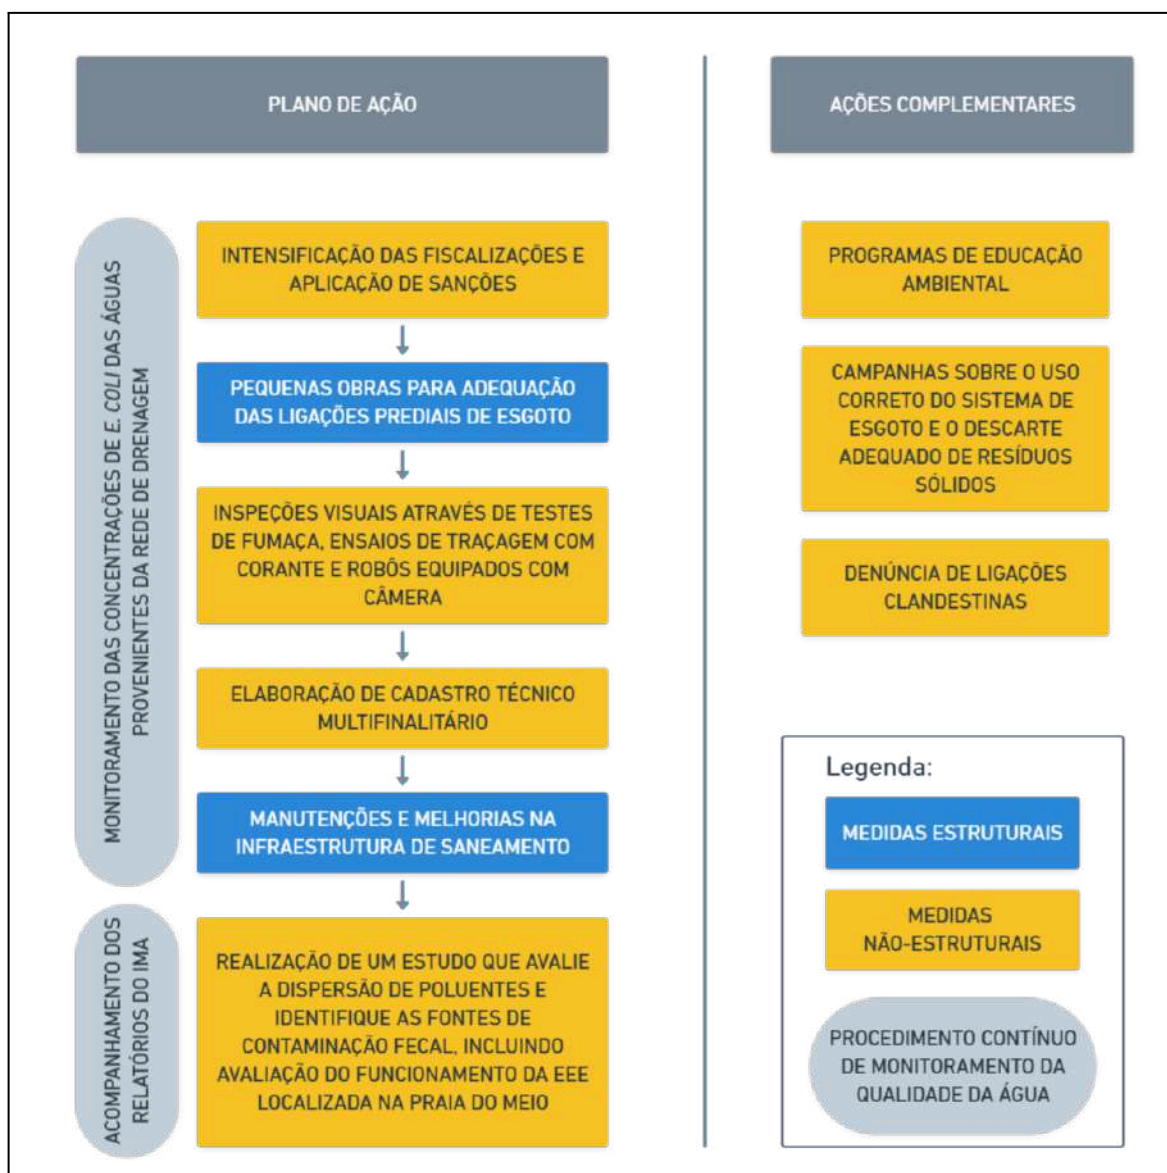 PLANO DE AÇÃO
MONITORAMENTO DAS CONCENTRAÇÕES DE E. COLI DAS ÁGUAS
PROVENIENTES DA REDE DE DRENAGEM
INTENSIFICAÇÃO DAS FISCALIZAÇÕES E
APLICAÇÃO DE SANÇÕES
PEQUENAS OBRAS PARA ADEQUAÇÃO
DAS LIGAÇÕES PREDIAIS DE ESGOTO
INSPEÇÕES VISUAIS ATRAVÉS DE TESTES
DE FUMAÇA, ENSAIOS DE TRAÇAGEM COM
CORANTE E ROBÔS EQUIPADOS COM
CÂMERA
ELABORAÇÃO DE CADASTRO TÉCNICO
MULTIFINALITÁRIO
MANUTENÇÕES E MELHORIAS NA
INFRAESTRUTURA DE SANEAMENTO
ACOMPANHAMENTO DOS
RELATÓRIOS DO IMA
REALIZAÇÃO DE UM ESTUDO QUE AVALIE
A DISPERSÃO DE POLUENTES E
IDENTIFIQUE AS FONTES DE
CONTAMINAÇÃO FECAL, INCLUINDO
AVALIAÇÃO DO FUNCIONAMENTO DA EEE
LOCALIZADA NA PRAIA DO MEIO
AÇÕES COMPLEMENTARES
PROGRAMAS DE EDUCAÇÃO
AMBIENTAL
CAMPANHAS SOBRE O USO
CORRETO DO SISTEMA DE
ESGOTO E O DESCARTE
ADEQUADO DE RESÍDUOS
SÓLIDOS
DENÚNCIA DE LIGAÇÕES
CLANDESTINAS
Legenda:
MEDIDAS ESTRUTURAIS
MEDIDAS
NÃO-ESTRUTURAIS
PROCEDIMENTO CONTÍNUO
DE MONITORAMENTO DA
QUALIDADE DA ÁGUA